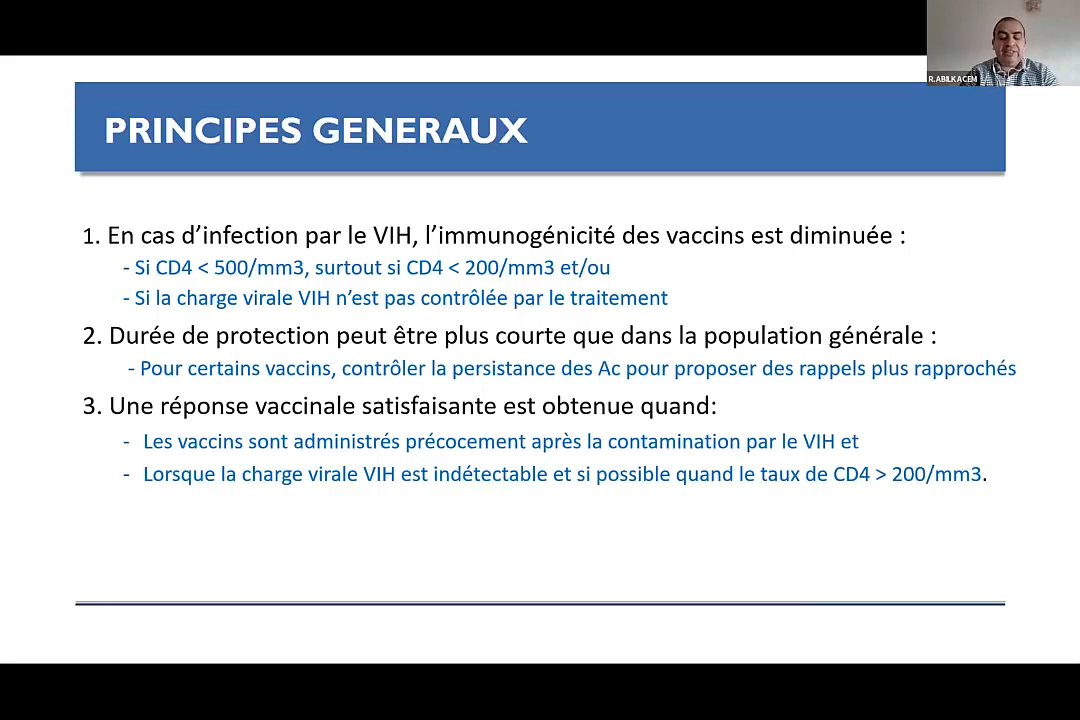 R.ABILKACEM
PRINCIPES GENERAUX
1. En cas d’infection par le VIH, l’immunogénicité des vaccins est diminuée :
- Si CD4 < 500/mm3, surtout si CD4 < 200/mm3 et/ou
- Si la charge virale VIH n’est pas contrôlée par le traitement
2. Durée de protection peut être plus courte que dans la population générale :
- Pour certains vaccins, contrôler la persistance des Ac pour proposer des rappels plus rapprochés
3. Une réponse vaccinale satisfaisante est obtenue quand:
- Les vaccins sont administrés précocement après la contamination par le VIH et
- Lorsque la charge virale VIH est indétectable et si possible quand le taux de CD4 > 200/mm3.